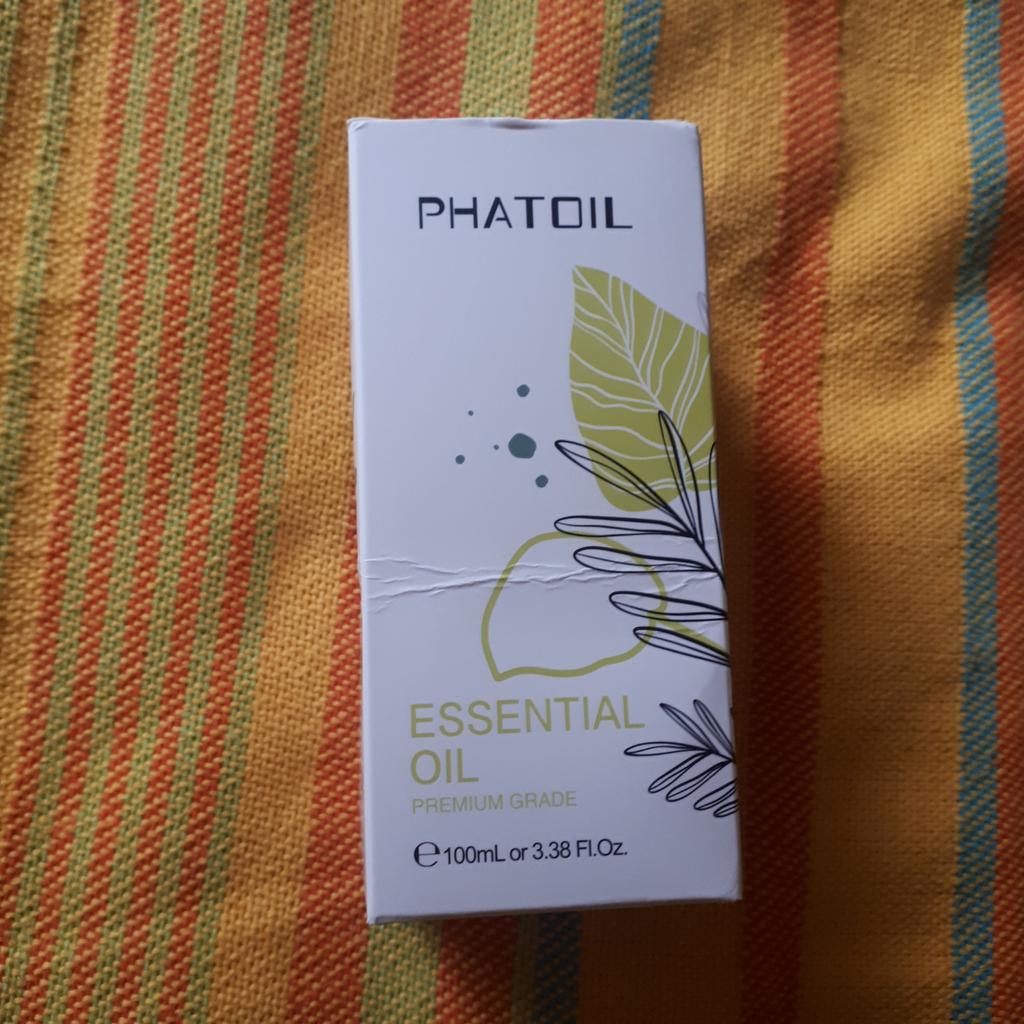 PHATOIL
ESSENTIAL
OIL
PREMIUM GRADE
℮100mL or 3.38 Fl.Oz.